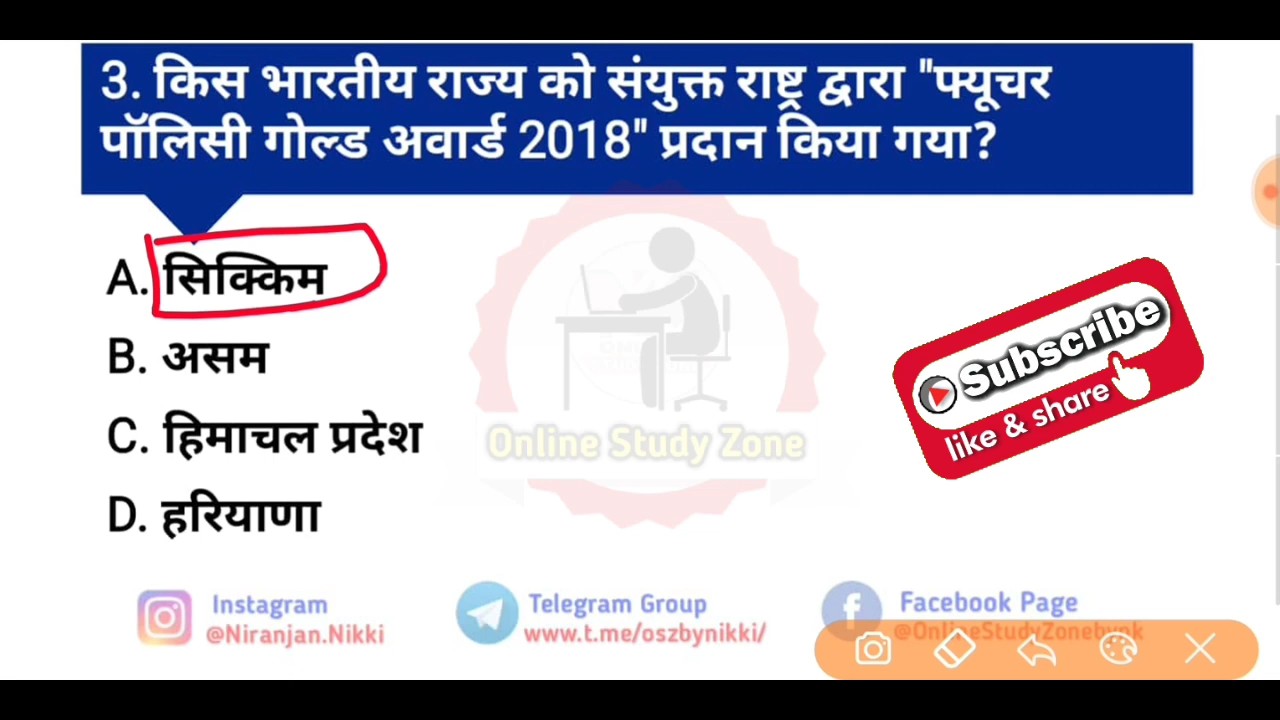 3. किस भारतीय राज्य को संयुक्त राष्ट्र द्वारा "फ्यूचर
पॉलिसी गोल्ड अवार्ड 2018" प्रदान किया गया?
A. सिक्किम
B. असम
C. हिमाचल प्रदेश
D. हरियाणा
Online Study Zone
Subscribe
like & share
Instagram
@Niranjan.Nikki
Telegram Group
www.t.me/oszbynikki/
Facebook Page
@OnlineStudyZonebynk